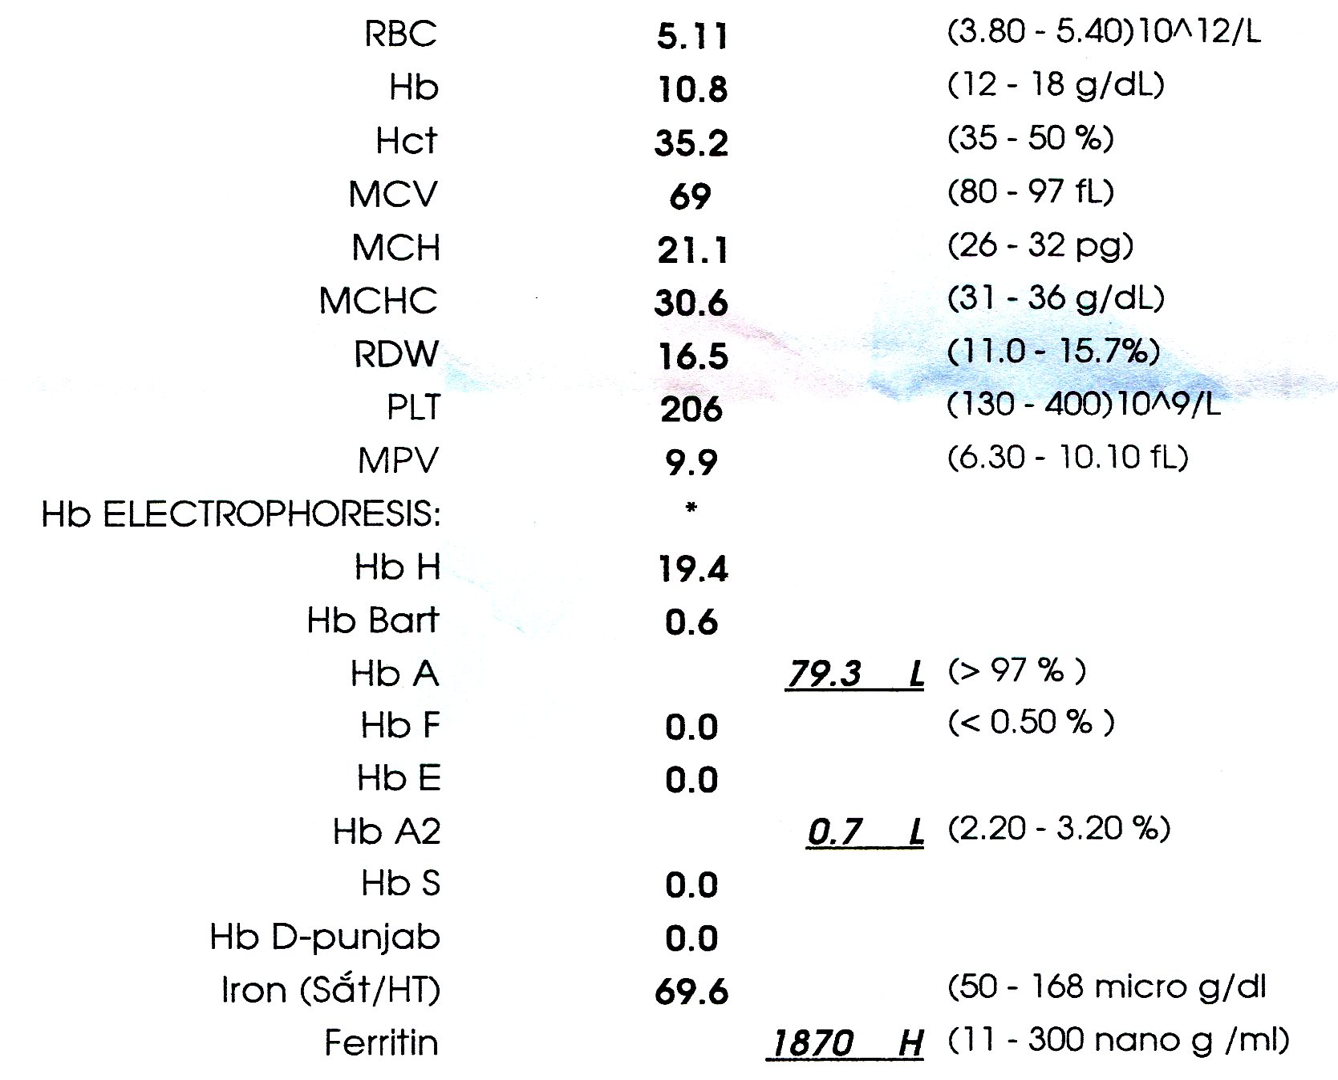 RBC 5.11 (3.80 - 5.40)10^12/L
Hb 10.8 (12 - 18 g/dL)
Hct 35.2 (35 - 50 %)
MCV 69 (80 - 97 fL)
MCH 21.1 (26 - 32 pg)
MCHC 30.6 (31 - 36 g/dL)
RDW 16.5 (11.0 - 15.7%)
PLT 206 (130 - 400)10^9/L
MPV 9.9 (6.30 - 10.10 fL)
Hb ELECTROPHORESIS: *
Hb H 19.4
Hb Bart 0.6
Hb A 79.3 L (> 97 % )
Hb F 0.0 (< 0.50 % )
Hb E 0.0
Hb A2 0.7 L (2.20 - 3.20 %)
Hb S 0.0
Hb D-punjab 0.0
Iron (Sắt/HT) 69.6 (50 - 168 micro g/dl
Ferritin 1870 H (11 - 300 nano g /ml)